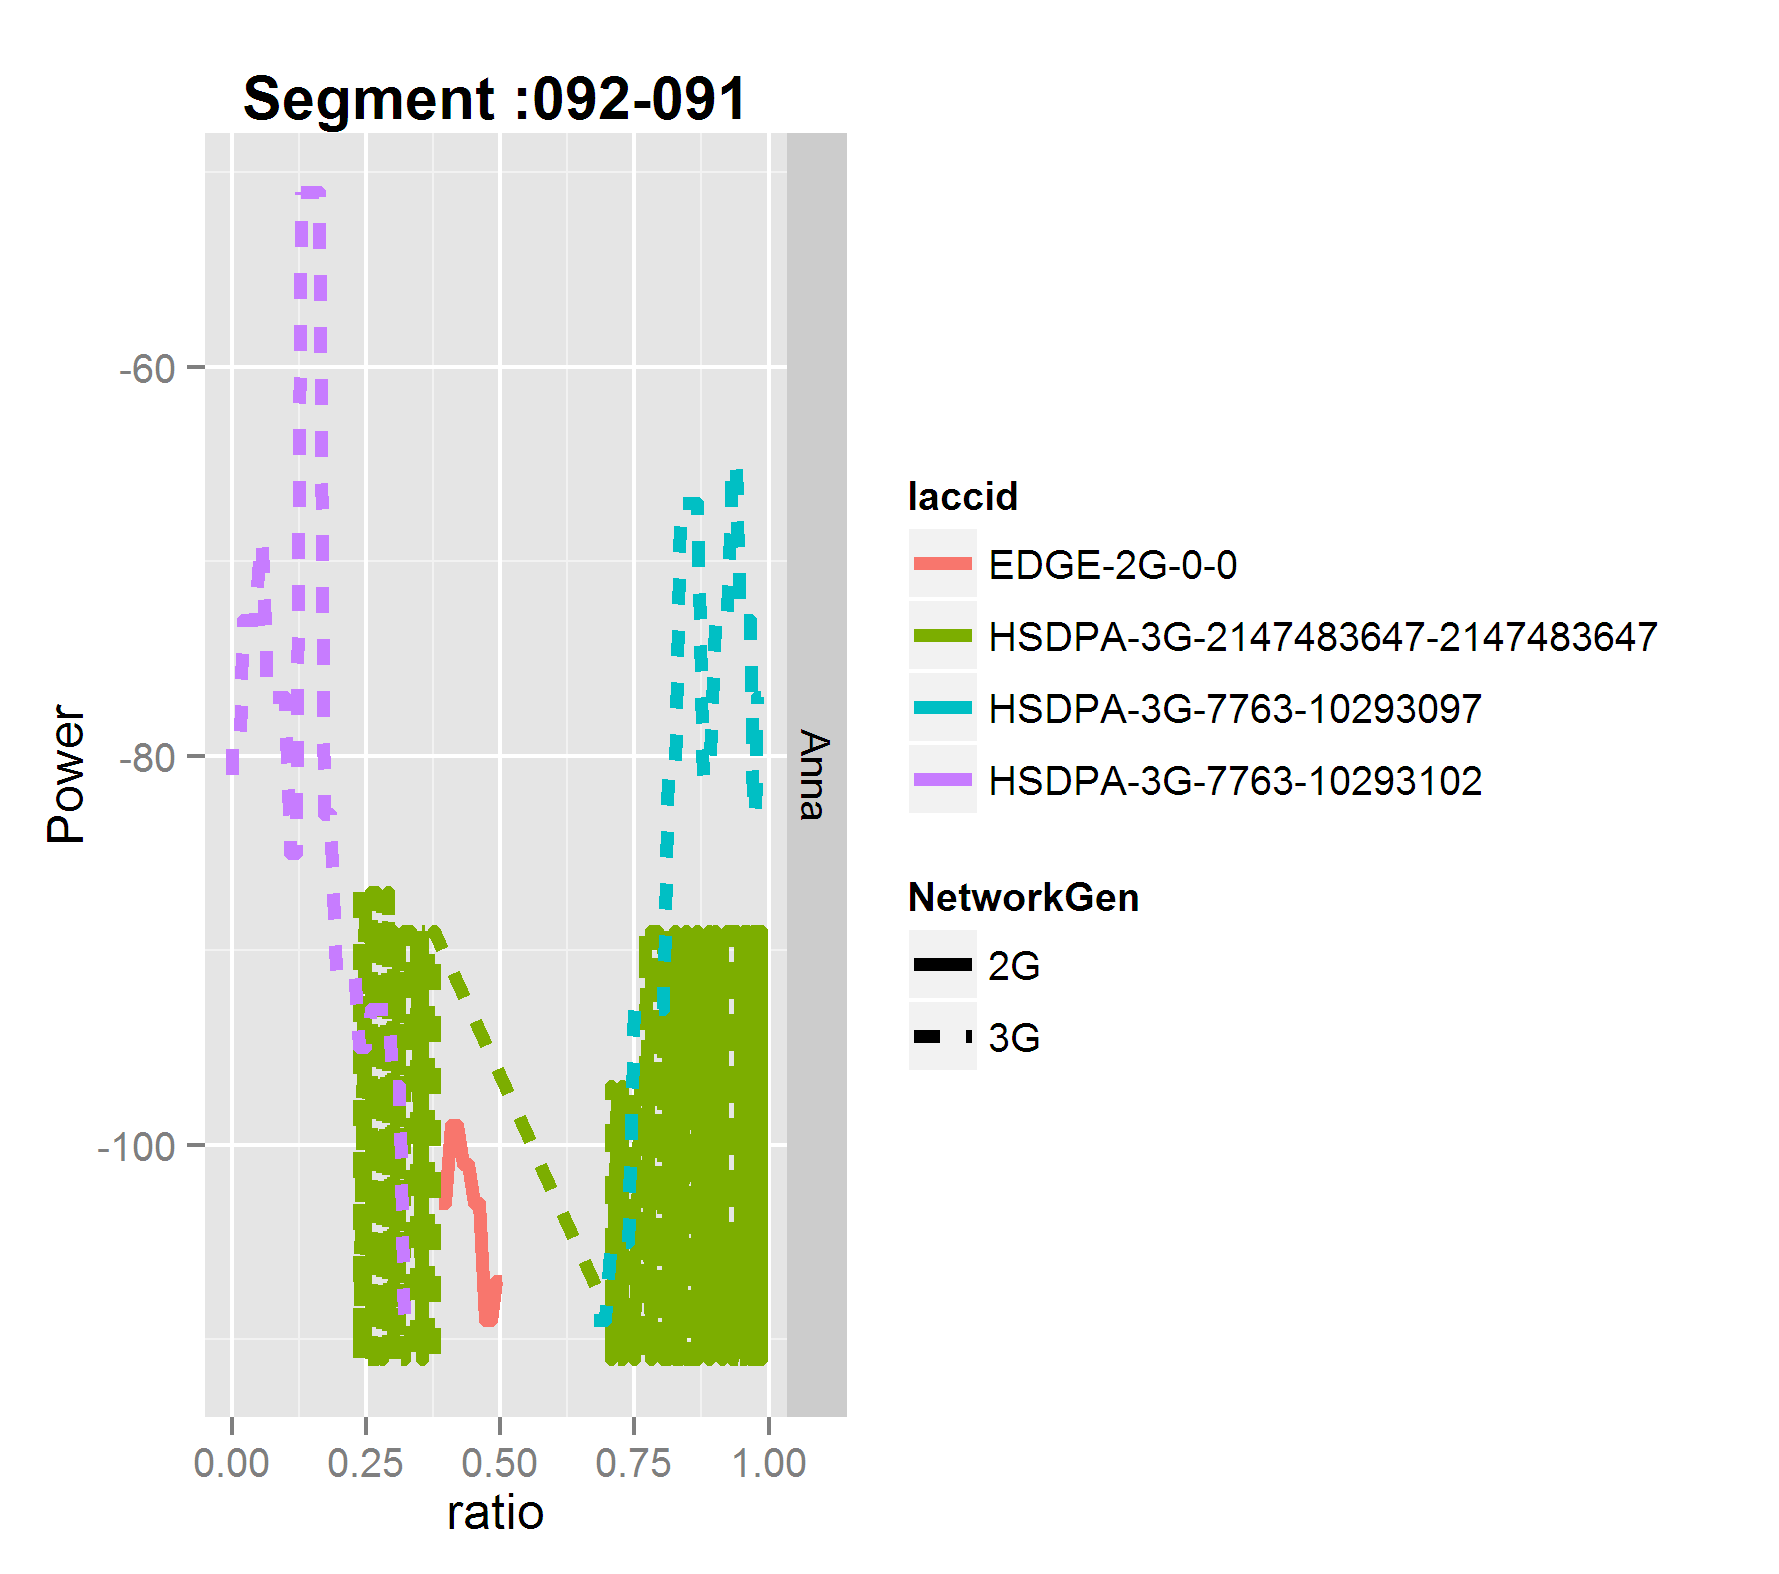 Segment :092-091
Power
-60
-80
-100
0.00 0.25 0.50 0.75 1.00
ratio
Anna
laccid
EDGE-2G-0-0
HSDPA-3G-2147483647-2147483647
HSDPA-3G-7763-10293097
HSDPA-3G-7763-10293102
NetworkGen
2G
3G